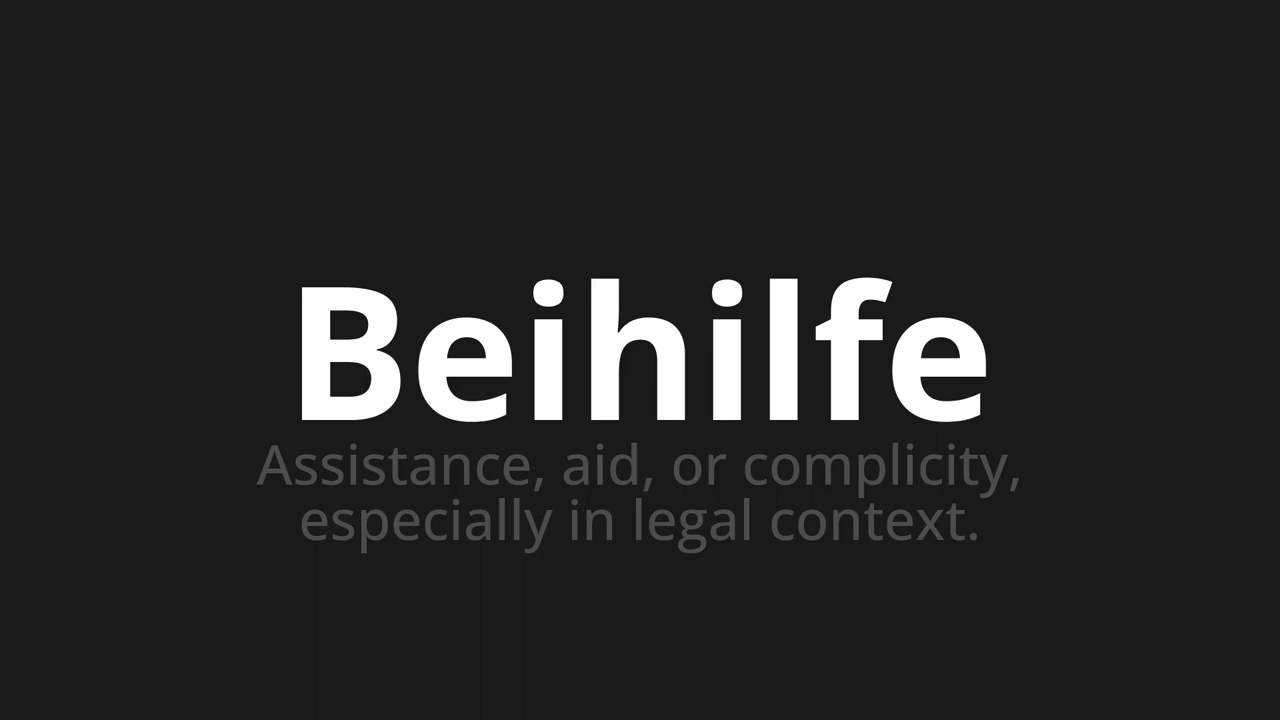 Beihilfe
Assistance, aid, or complicity,
especially in legal context.